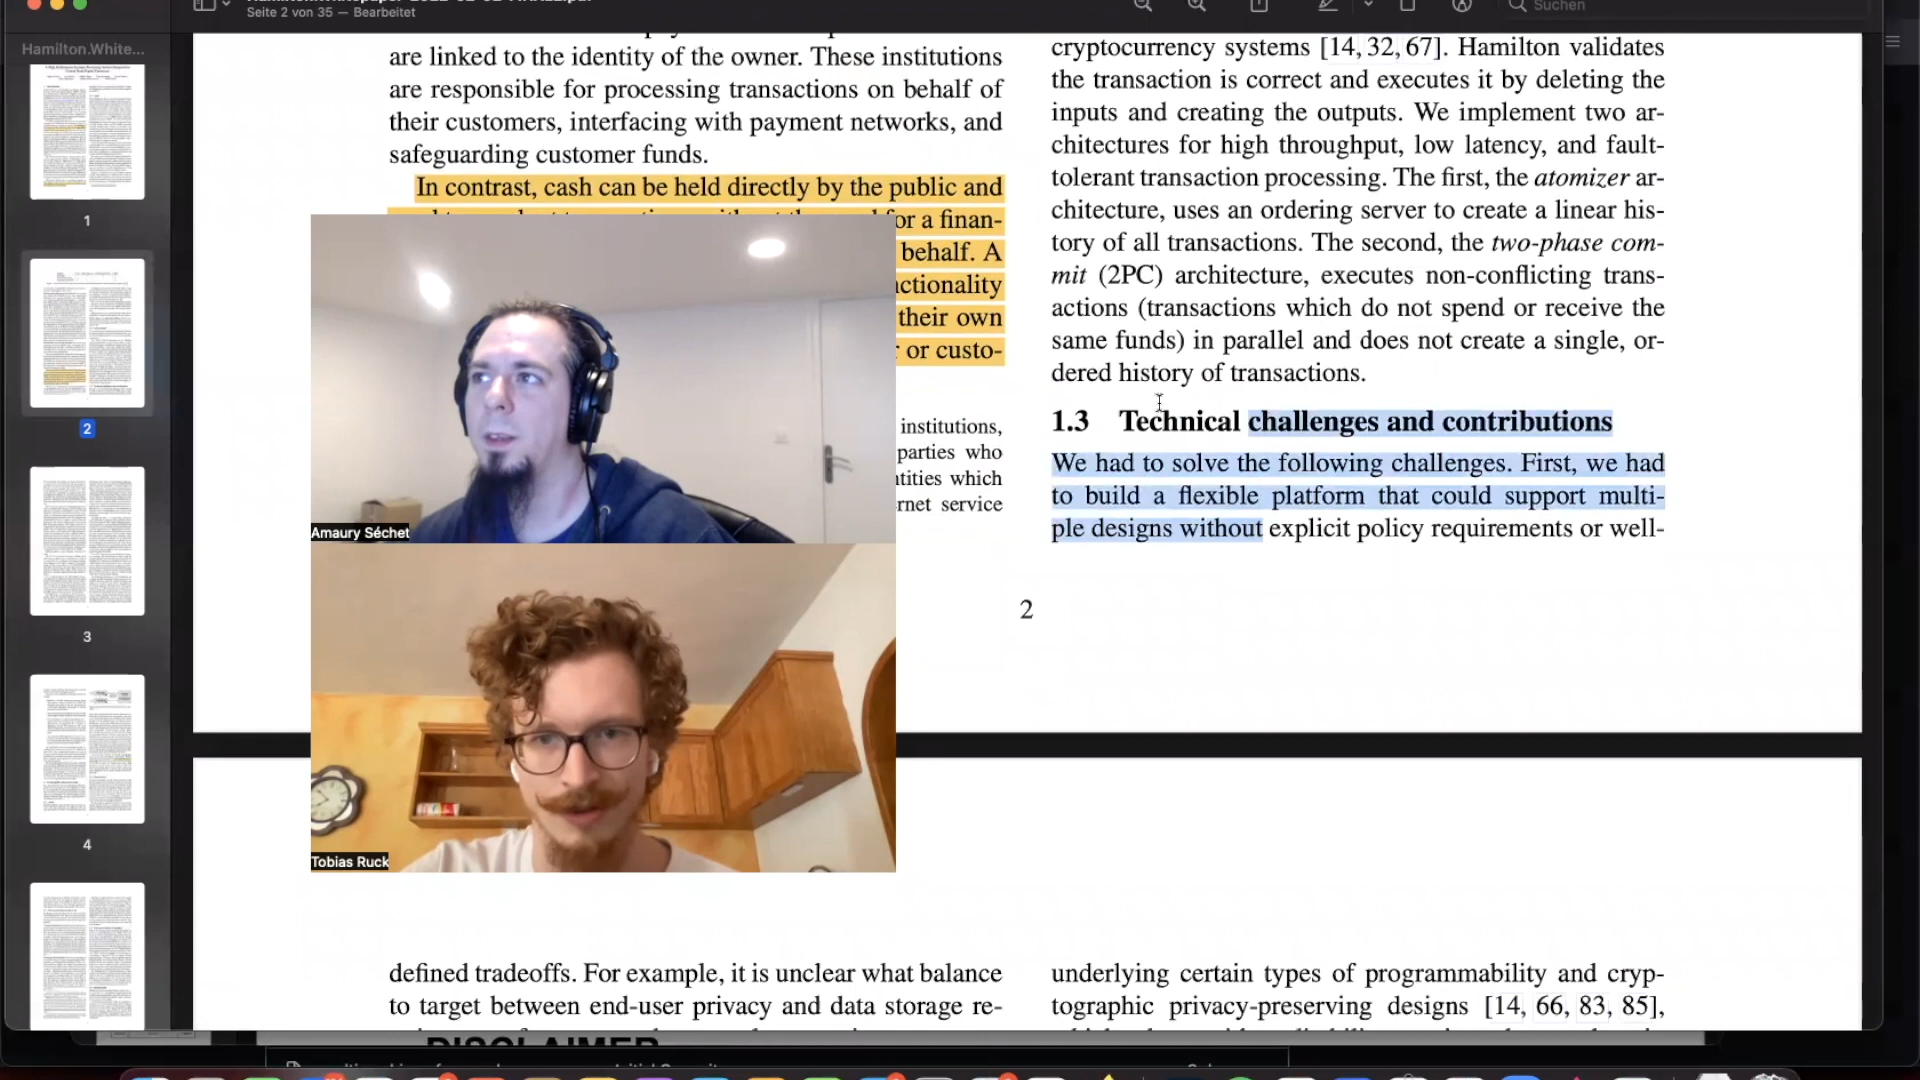 Seite 2 von 35 — Bearbeitet
Suchen
Hamilton.White...
1
2
3
4
are linked to the identity of the owner. These institutions
are responsible for processing transactions on behalf of
their customers, interfacing with payment networks, and
safeguarding customer funds.
In contrast, cash can be held directly by the public and
for a finan-
behalf. A
ctionality
their own
or custo-
institutions,
parties who
tities which
rnet service
Amaury Séchet
Tobias Ruck
cryptocurrency systems [14, 32, 67]. Hamilton validates
the transaction is correct and executes it by deleting the
inputs and creating the outputs. We implement two ar-
chitectures for high throughput, low latency, and fault-
tolerant transaction processing. The first, the atomizer ar-
chitecture, uses an ordering server to create a linear his-
tory of all transactions. The second, the two-phase com-
mit (2PC) architecture, executes non-conflicting trans-
actions (transactions which do not spend or receive the
same funds) in parallel and does not create a single, or-
dered history of transactions.
1.3 Technical challenges and contributions
We had to solve the following challenges. First, we had
to build a flexible platform that could support multi-
ple designs without explicit policy requirements or well-
2
defined tradeoffs. For example, it is unclear what balance
to target between end-user privacy and data storage re-
underlying certain types of programmability and cryp-
tographic privacy-preserving designs [14, 66, 83, 85],
DISCLAIMER